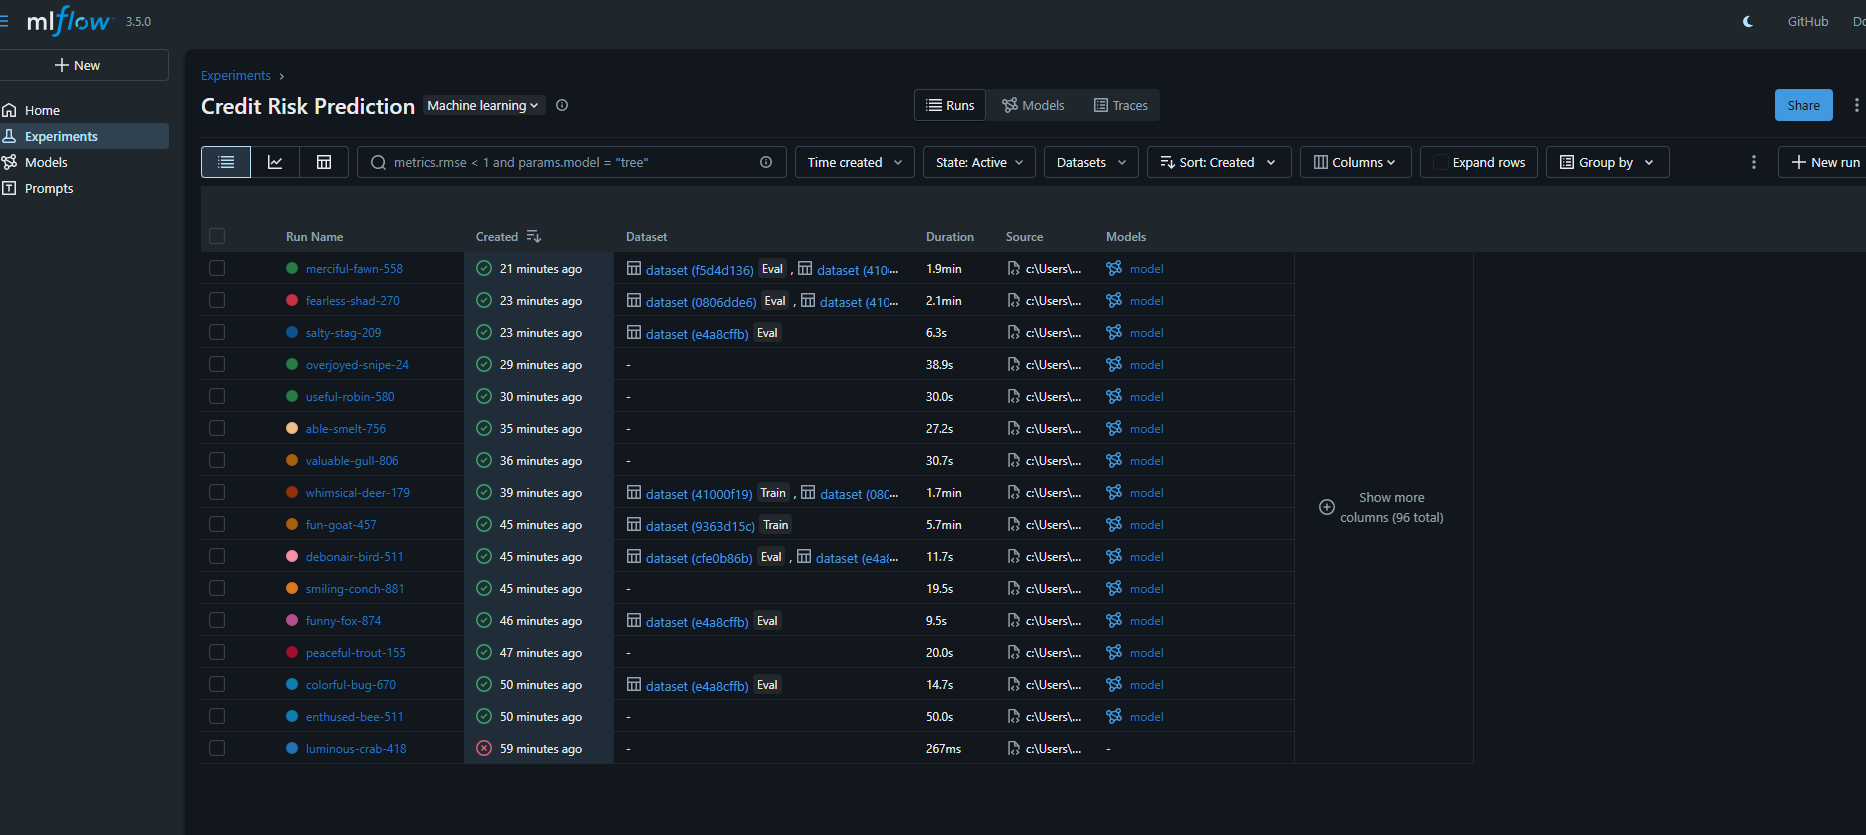 mlflow 3.5.0
GitHub
New
Home
Experiments
Models
Prompts
Experiments
Credit Risk Prediction Machine learning
Runs Models Traces
Share
metrics.rmse < 1 and params.model = "tree"
Time created State: Active Datasets Sort: Created Columns Expand rows Group by New run
Run Name Created Dataset Duration Source Models
merciful-fawn-558 21 minutes ago dataset (f5d4d136) Eval , dataset (410... 1.9min c:\Users\... model
fearless-shad-270 23 minutes ago dataset (0806dde6) Eval , dataset (410... 2.1min c:\Users\... model
salty-stag-209 23 minutes ago dataset (e4a8cffb) Eval 6.3s c:\Users\... model
overjoyed-snipe-24 29 minutes ago - 38.9s c:\Users\... model
useful-robin-580 30 minutes ago - 30.0s c:\Users\... model
able-smelt-756 35 minutes ago - 27.2s c:\Users\... model
valuable-gull-806 36 minutes ago - 30.7s c:\Users\... model
whimsical-deer-179 39 minutes ago dataset (41000f19) Train , dataset (080... 1.7min c:\Users\... model
fun-goat-457 45 minutes ago dataset (9363d15c) Train 5.7min c:\Users\... model
debonair-bird-511 45 minutes ago dataset (cfe0b86b) Eval , dataset (e4a8... 11.7s c:\Users\... model
smiling-conch-881 45 minutes ago - 19.5s c:\Users\... model
funny-fox-874 46 minutes ago dataset (e4a8cffb) Eval 9.5s c:\Users\... model
peaceful-trout-155 47 minutes ago - 20.0s c:\Users\... model
colorful-bug-670 50 minutes ago dataset (e4a8cffb) Eval 14.7s c:\Users\... model
enthused-bee-511 50 minutes ago - 50.0s c:\Users\... model
luminous-crab-418 59 minutes ago - 267ms c:\Users\... -
Show more
columns (96 total)